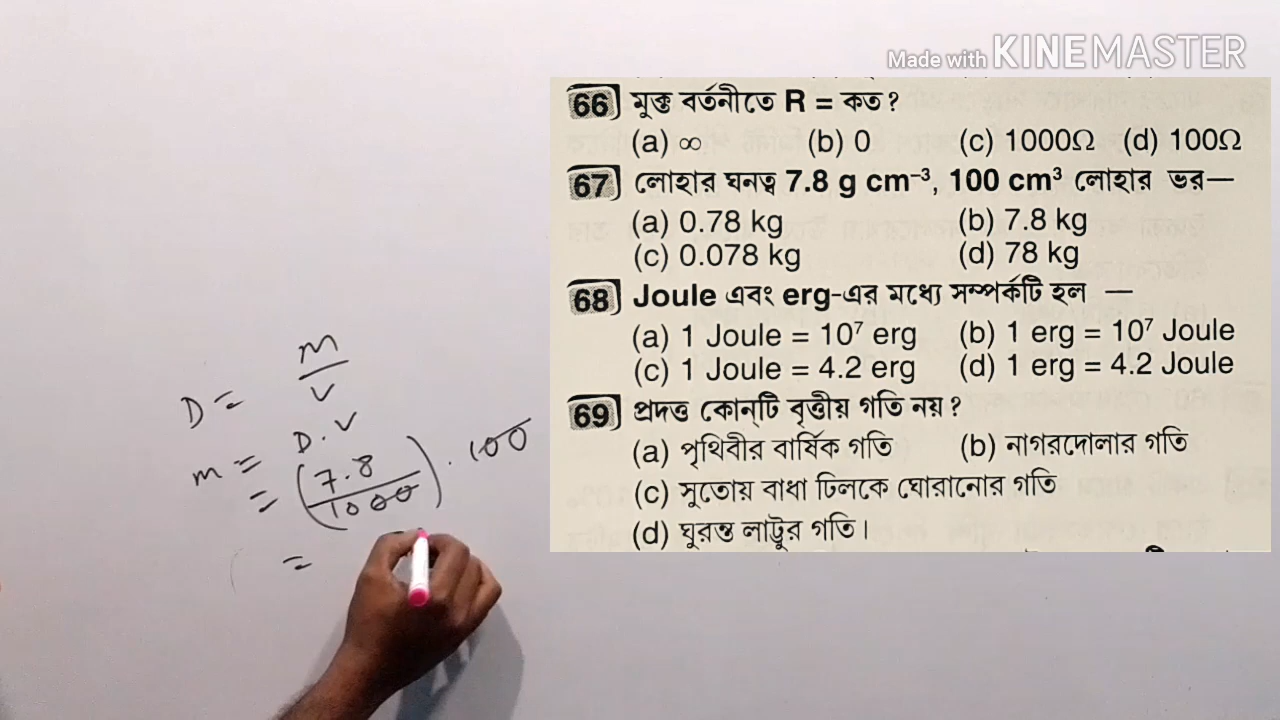 Made with KINEMASTER
66 মুক্ত বর্তনীতে R = কত?
(a) ∞ (b) 0 (c) 1000Ω (d) 100Ω
67 লোহার ঘনত্ব 7.8 g cm⁻³, 100 cm³ লোহার ভর—
(a) 0.78 kg (b) 7.8 kg
(c) 0.078 kg (d) 78 kg
68 Joule এবং erg-এর মধ্যে সম্পর্কটি হল —
(a) 1 Joule = 10⁷ erg (b) 1 erg = 10⁷ Joule
(c) 1 Joule = 4.2 erg (d) 1 erg = 4.2 Joule
69 প্রদত্ত কোন্‌টি বৃত্তীয় গতি নয়?
(a) পৃথিবীর বার্ষিক গতি (b) নাগরদোলার গতি
(c) সুতোয় বাধা ঢিলকে ঘোরানোর গতি
(d) ঘুরন্ত লাট্টুর গতি।
D = m/v
m = D.V
= (7.8/1000) . 100
=